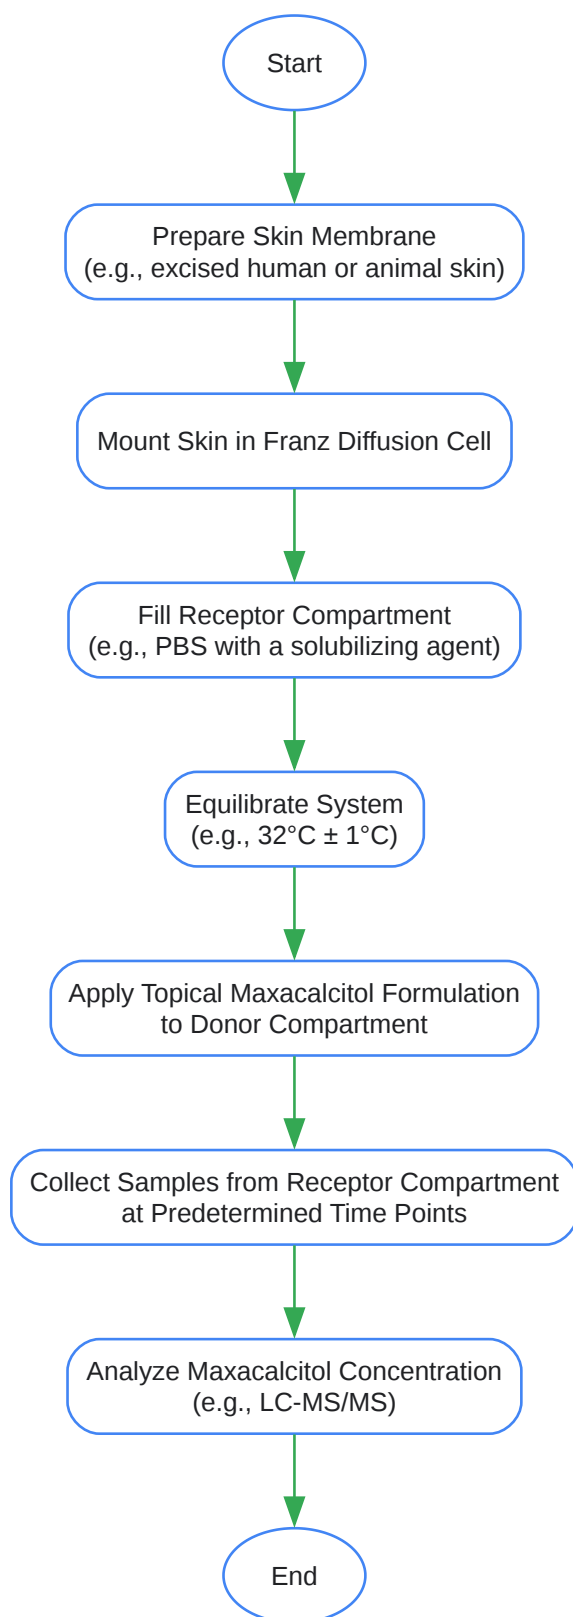 Start
Prepare Skin Membrane
(e.g., excised human or animal skin)
Mount Skin in Franz Diffusion Cell
Fill Receptor Compartment
(e.g., PBS with a solubilizing agent)
Equilibrate System
(e.g., 32°C ± 1°C)
Apply Topical Maxacalcitol Formulation
to Donor Compartment
Collect Samples from Receptor Compartment
at Predetermined Time Points
Analyze Maxacalcitol Concentration
(e.g., LC-MS/MS)
End